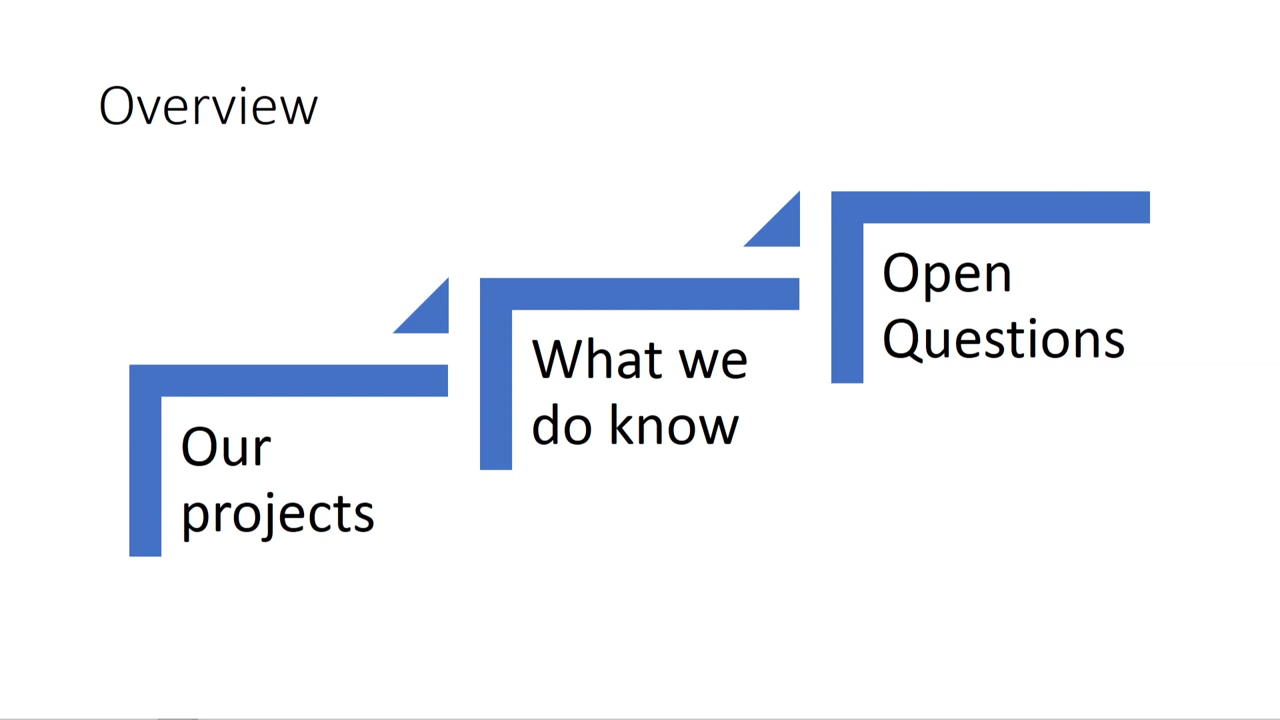 Overview
Our
projects
What we
do know
Open
Questions